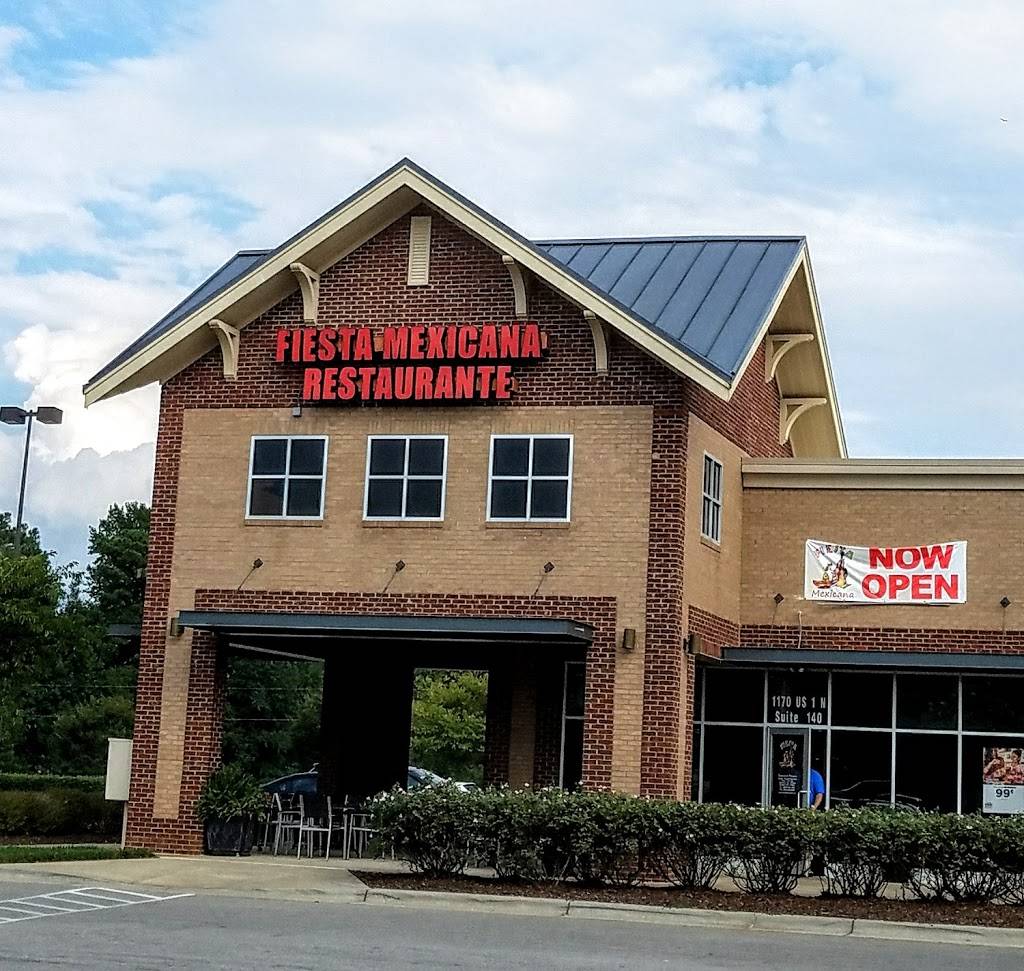 FIESTA MEXICANA
RESTAURANTE
Mexicana
NOW
OPEN
1170 US 1 N
Suite 140
99¢